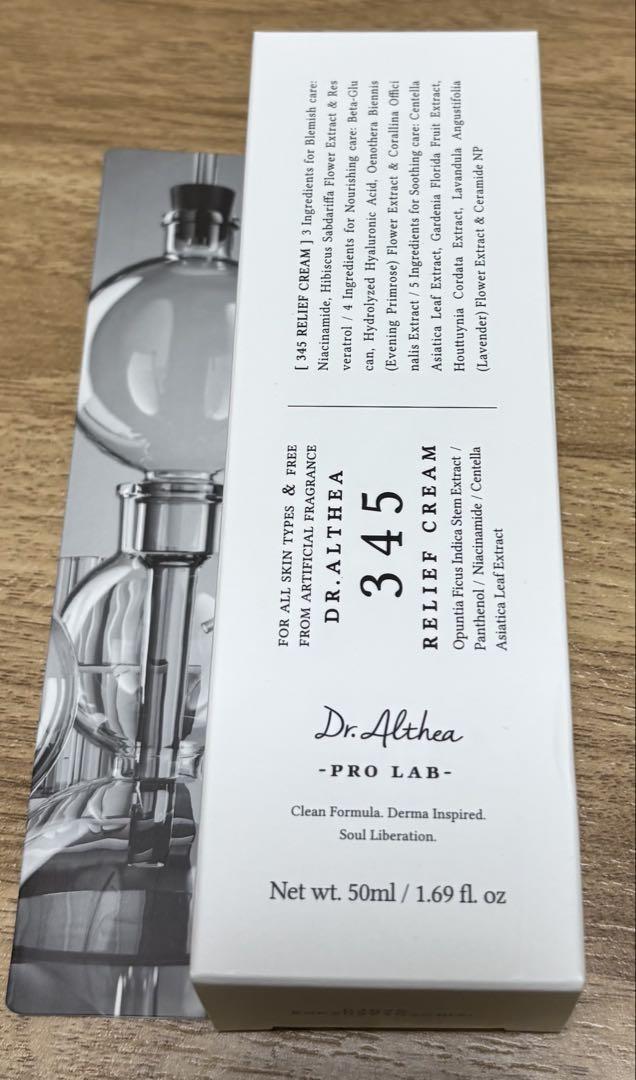 [ 345 RELIEF CREAM ] 3 Ingredients for Blemish care:
Niacinamide, Hibiscus Sabdariffa Flower Extract & Res
veratrol / 4 Ingredients for Nourishing care: Beta-Glu
can, Hydrolyzed Hyaluronic Acid, Oenothera Biennis
(Evening Primrose) Flower Extract & Corallina Offici
nalis Extract / 5 Ingredients for Soothing care: Centella
Asiatica Leaf Extract, Gardenia Florida Fruit Extract,
Houttuynia Cordata Extract, Lavandula Angustifolia
(Lavender) Flower Extract & Ceramide NP
FOR ALL SKIN TYPES & FREE
FROM ARTIFICIAL FRAGRANCE
DR.ALTHEA
345
RELIEF CREAM
Opuntia Ficus Indica Stem Extract /
Panthenol / Niacinamide / Centella
Asiatica Leaf Extract
Dr.Althea
-PRO LAB-
Clean Formula. Derma Inspired.
Soul Liberation.
Net wt. 50ml / 1.69 fl. oz